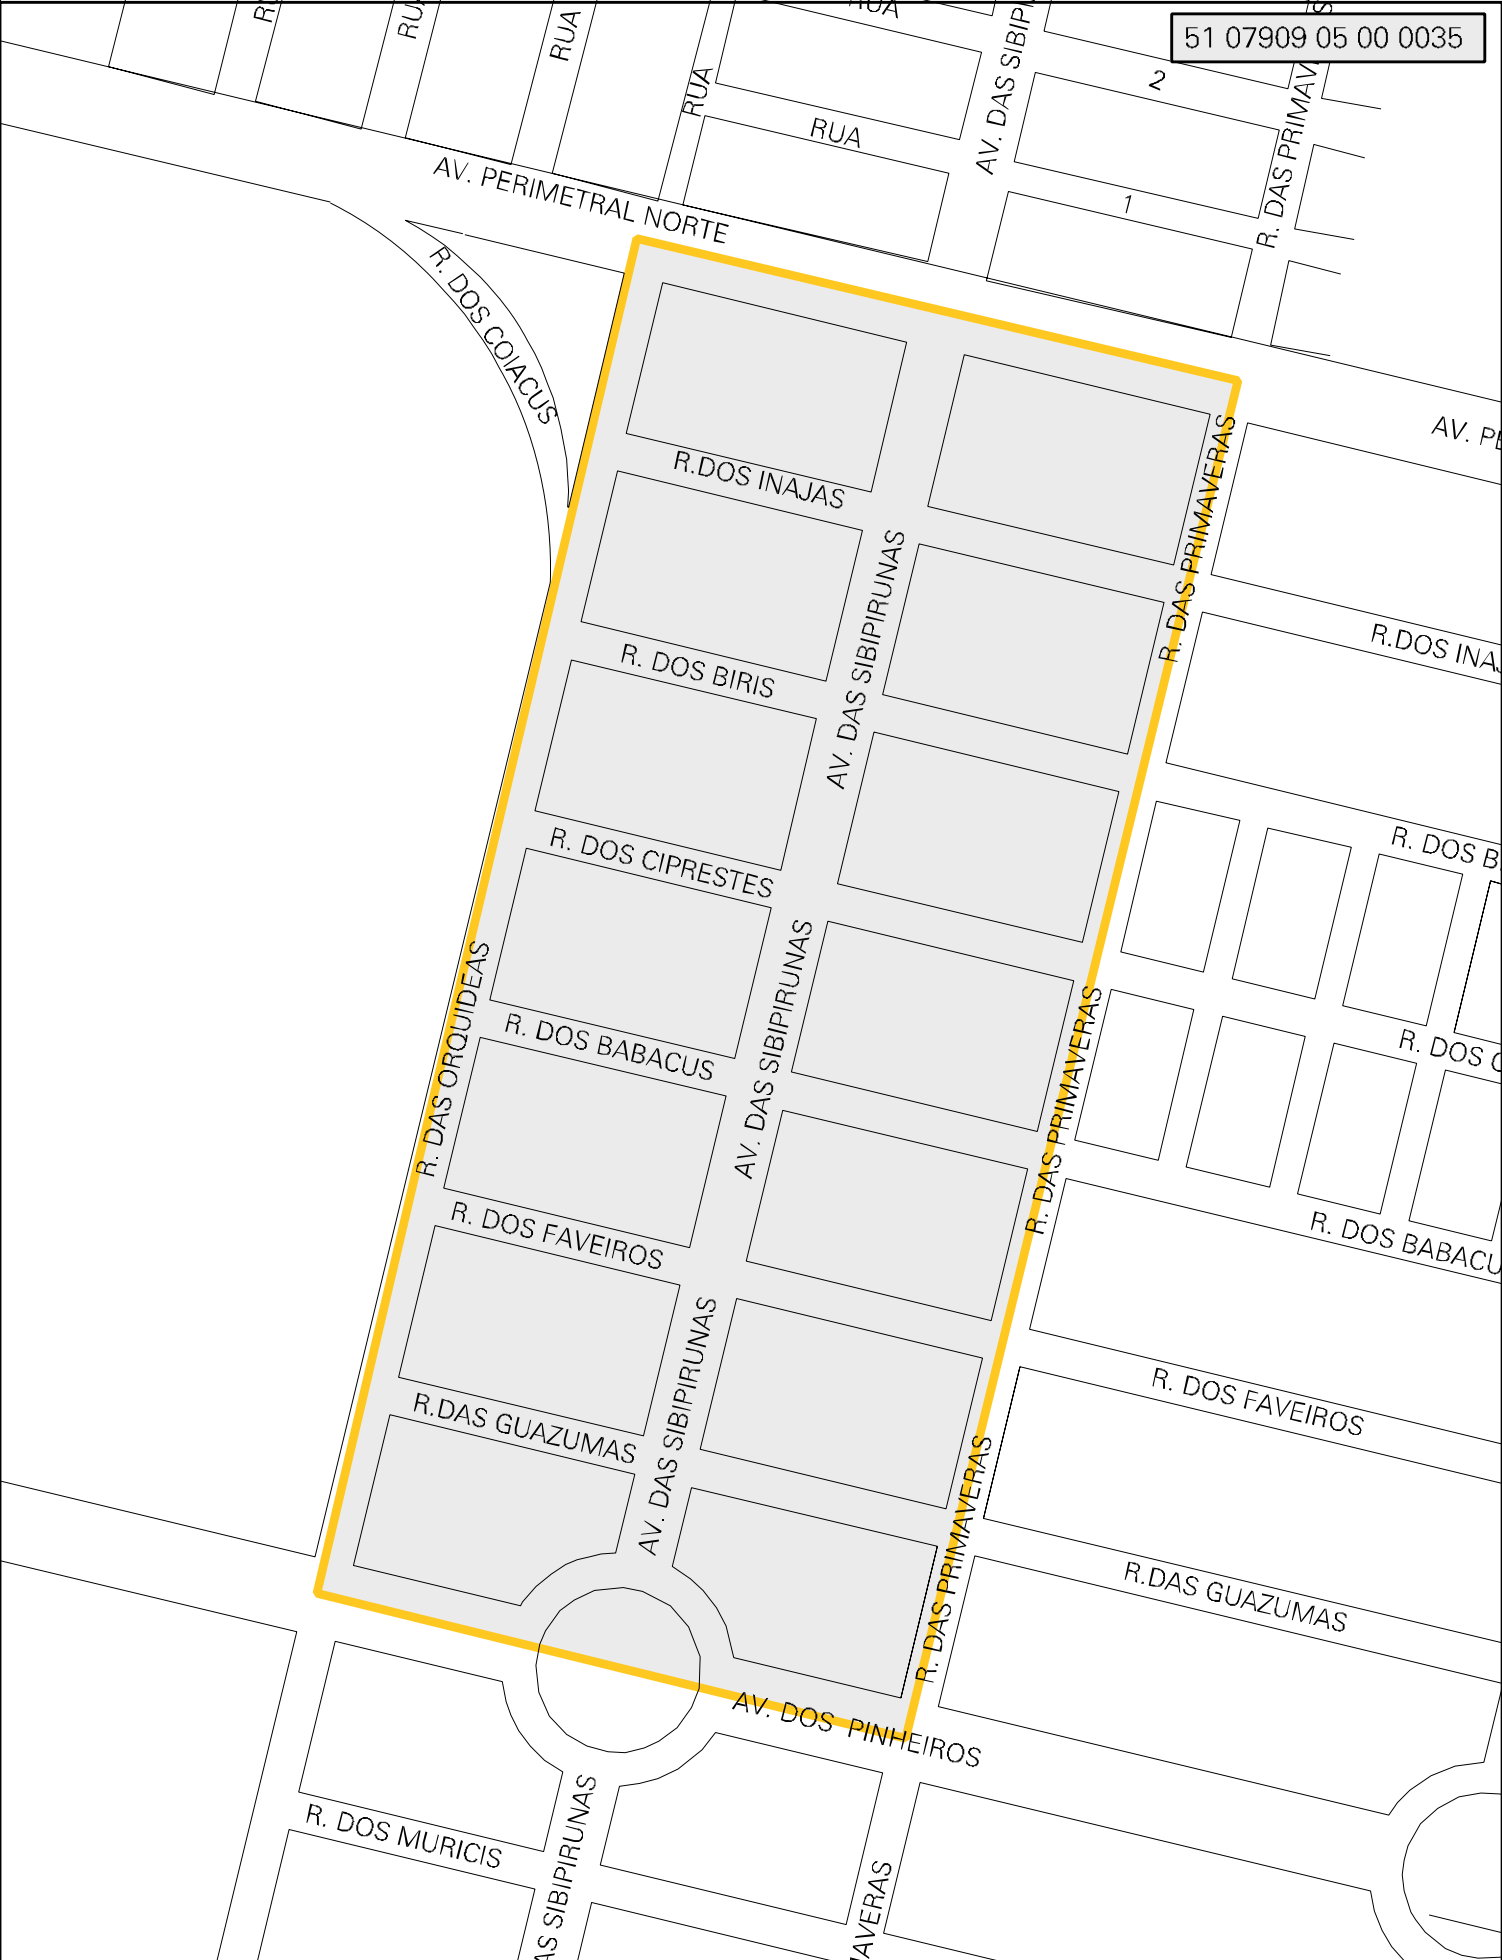 RUA
RUA
RUA
RUA
AV. DAS SIBIPI
51 07909 05 00 0035
2
RUA
RUA
R. DAS PRIMAV
AV. PERIMETRAL NORTE
1
R. DOS COIACUS
R. DAS PRIMAVERAS
AV. PE
R.DOS INAJAS
AV. DAS SIBIPIRUNAS
R.DOS INAJ
R. DOS BIRIS
R. DOS CIPRESTES
R. DOS B
R. DAS ORQUIDEAS
AV. DAS SIBIPIRUNAS
R. DAS PRIMAVERAS
R. DOS BABACUS
R. DOS C
R. DOS FAVEIROS
R. DOS BABACU
AV. DAS SIBIPIRUNAS
R. DOS FAVEIROS
R.DAS GUAZUMAS
R. DAS PRIMAVERAS
R.DAS GUAZUMAS
AV. DOS PINHEIROS
R. DOS MURICIS
AS SIBIPIRUNAS
AVERAS